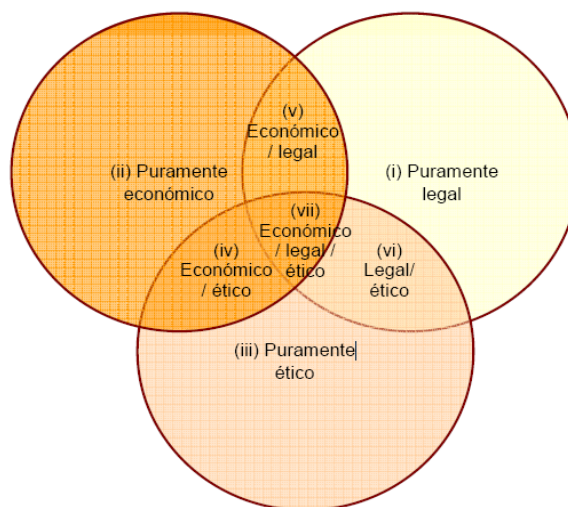 (v)
Económico
/ legal
(ii) Puramente
económico
(i) Puramente
legal
(vii)
Económico
/ legal /
ético
(iv)
Económico
/ ético
(vi)
Legal/
ético
(iii) Puramente
ético